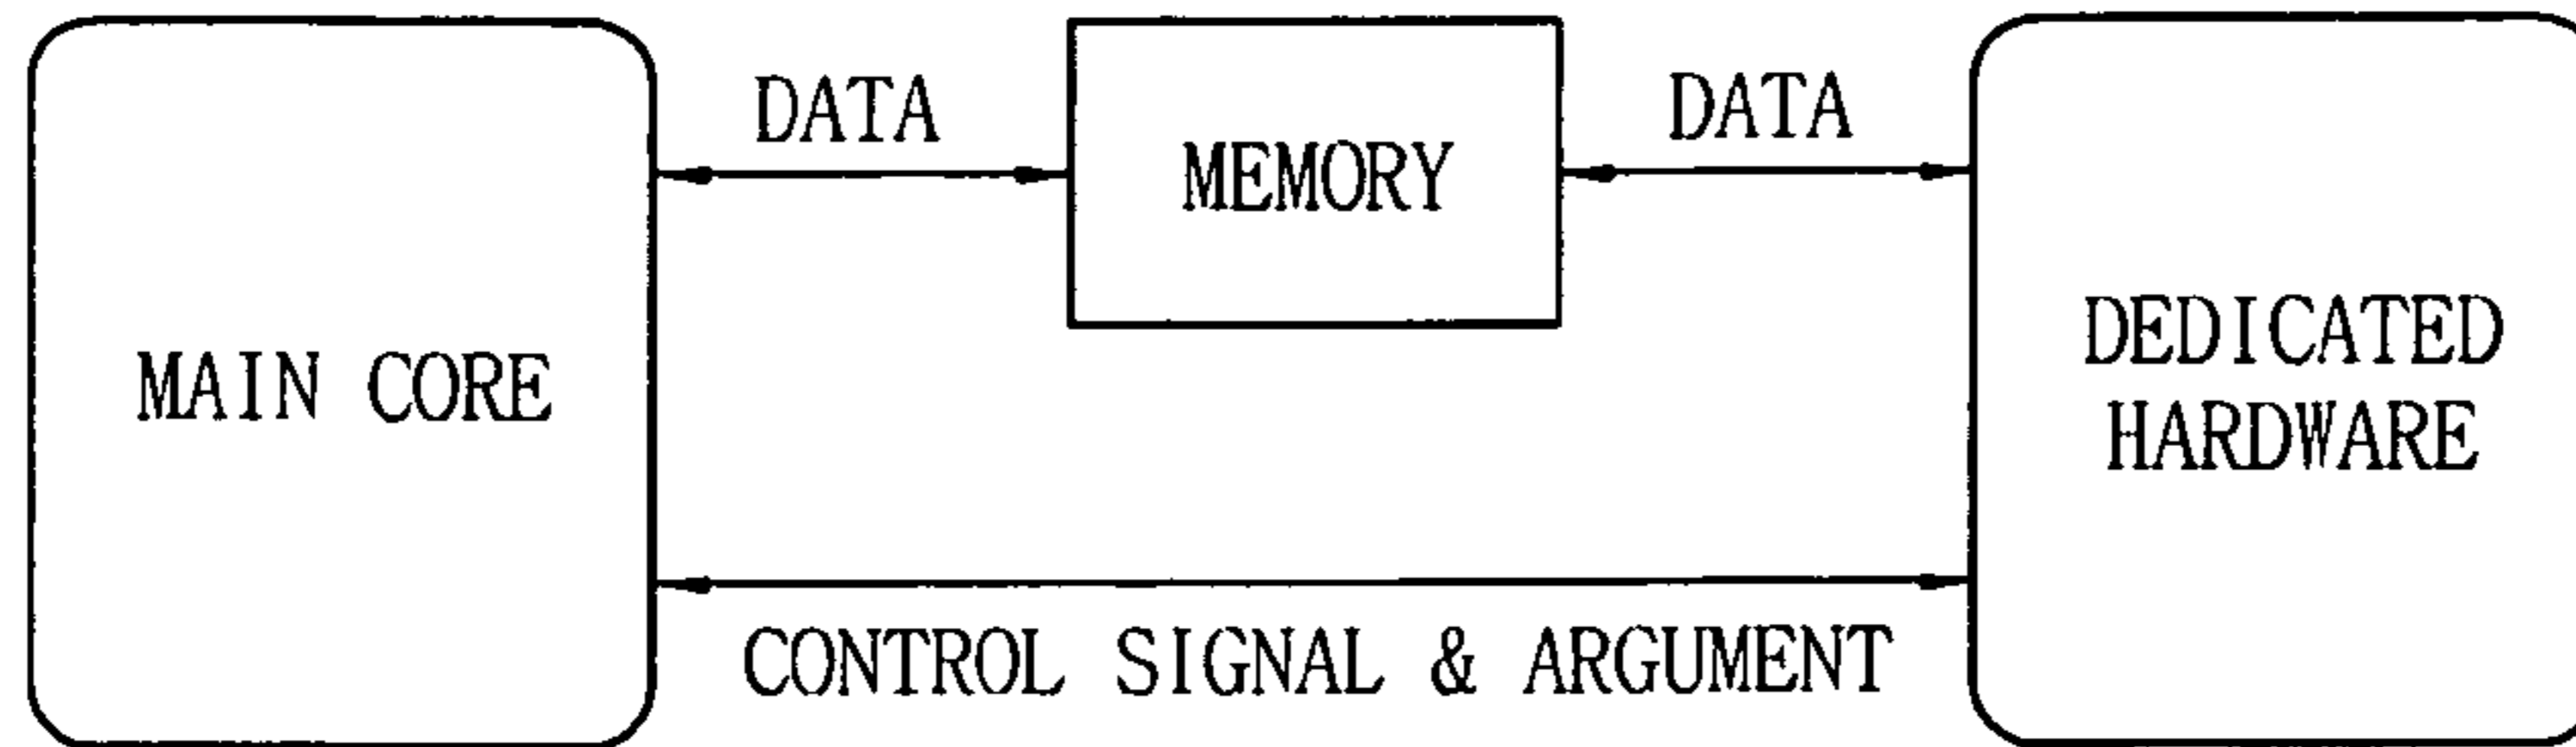 DATA
DATA
MEMORY
MAIN CORE
DEDICATED
HARDWARE
CONTROL SIGNAL & ARGUMENT